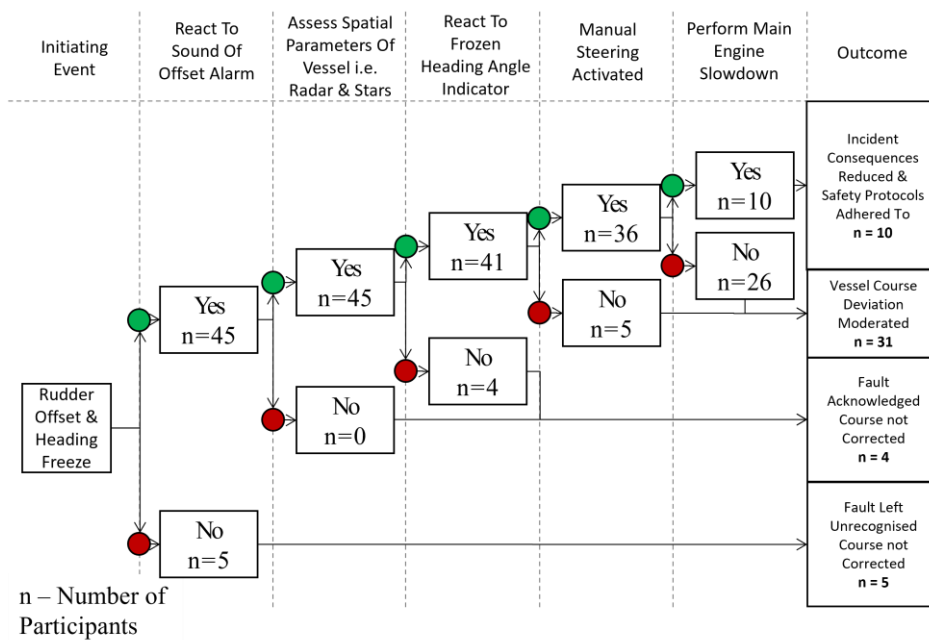 Initiating
Event
React To
Sound Of
Offset Alarm
Assess Spatial
Parameters Of
Vessel i.e.
Radar & Stars
React To
Frozen
Heading Angle
Indicator
Manual
Steering
Activated
Perform Main
Engine
Slowdown
Outcome
Rudder
Offset &
Heading
Freeze
Yes
n=45
No
n=5
Yes
n=45
No
n=0
Yes
n=41
No
n=4
Yes
n=36
No
n=5
Yes
n=10
No
n=26
Incident
Consequences
Reduced &
Safety Protocols
Adhered To
n = 10
Vessel Course
Deviation
Moderated
n = 31
Fault
Acknowledged
Course not
Corrected
n = 4
Fault Left
Unrecognised
Course not
Corrected
n = 5
n – Number of
Participants